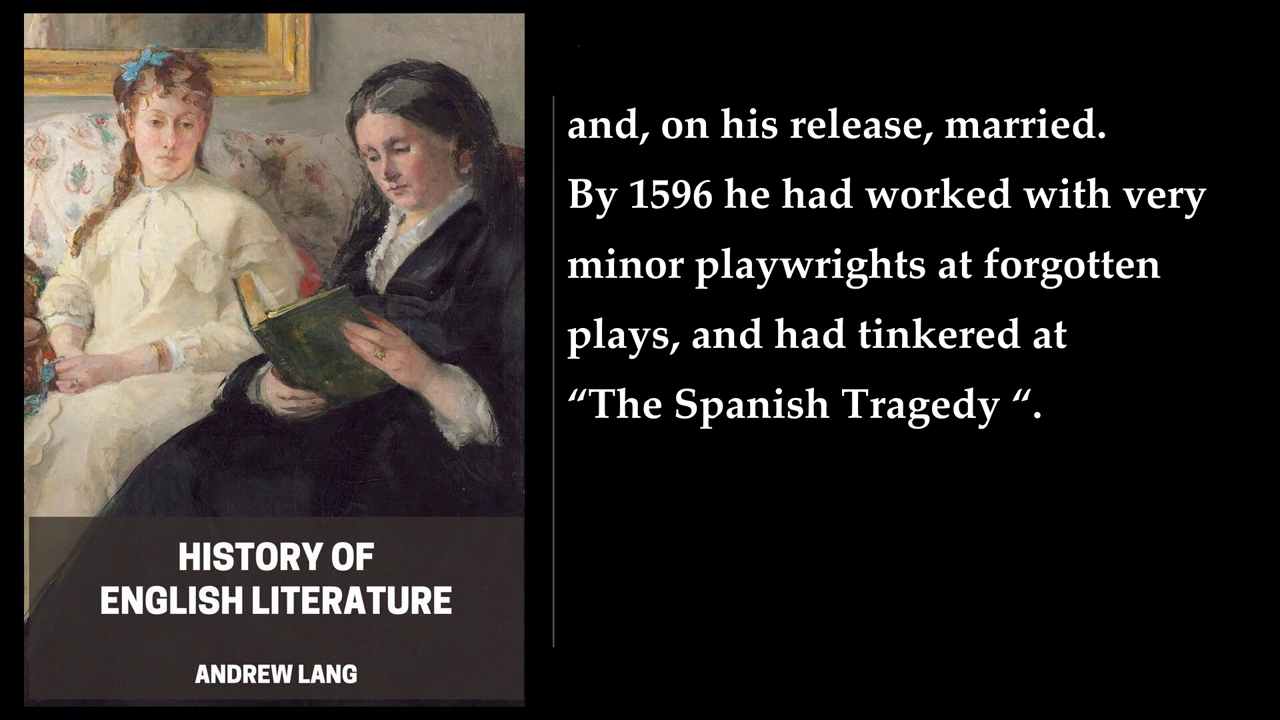 HISTORY OF
ENGLISH LITERATURE
ANDREW LANG
and, on his release, married.
By 1596 he had worked with very
minor playwrights at forgotten
plays, and had tinkered at
“The Spanish Tragedy “.